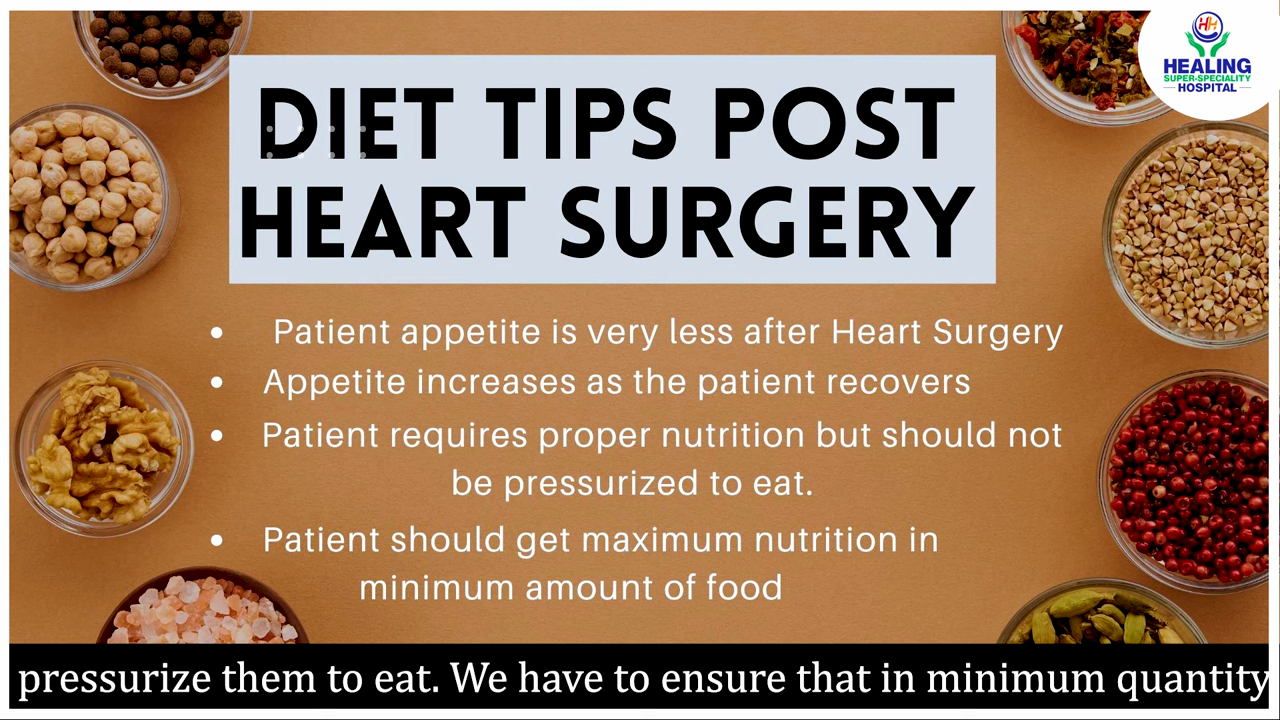 HH
HEALING
SUPER-SPECIALITY
HOSPITAL
DIET TIPS POST
HEART SURGERY
• Patient appetite is very less after Heart Surgery
• Appetite increases as the patient recovers
• Patient requires proper nutrition but should not
be pressurized to eat.
• Patient should get maximum nutrition in
minimum amount of food
pressurize them to eat. We have to ensure that in minimum quantity